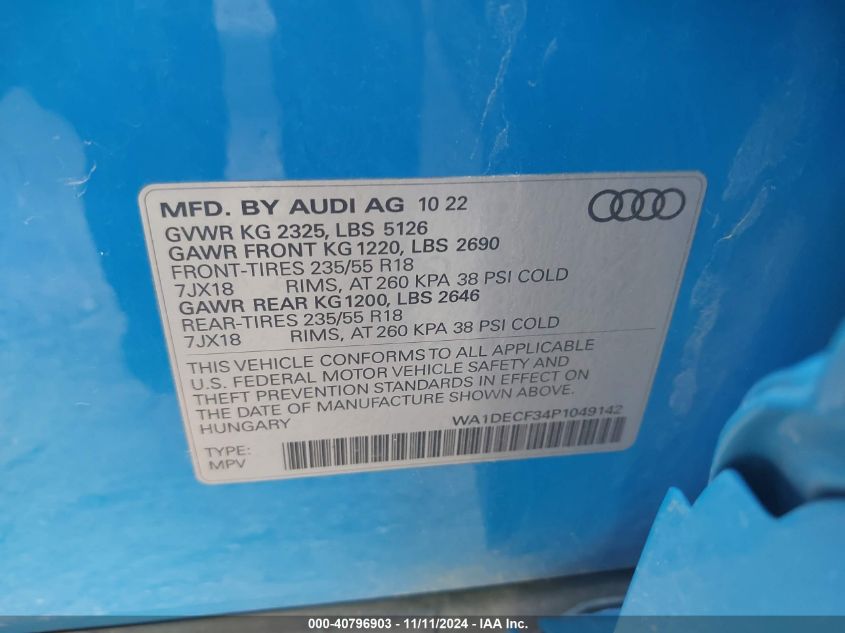 MFD. BY AUDI AG 10 22
GVWR KG 2325, LBS 5126
GAWR FRONT KG 1220, LBS 2690
FRONT-TIRES 235/55 R18
7JX18 RIMS, AT 260 KPA 38 PSI COLD
GAWR REAR KG 1200, LBS 2646
REAR-TIRES 235/55 R18
7JX18 RIMS, AT 260 KPA 38 PSI COLD
THIS VEHICLE CONFORMS TO ALL APPLICABLE
U.S. FEDERAL MOTOR VEHICLE SAFETY AND
THEFT PREVENTION STANDARDS IN EFFECT ON
THE DATE OF MANUFACTURE SHOWN ABOVE.
HUNGARY WA1DECF34P1049142
TYPE:
MPV
000-40796903 - 11/11/2024 - https://www.iaai.com/